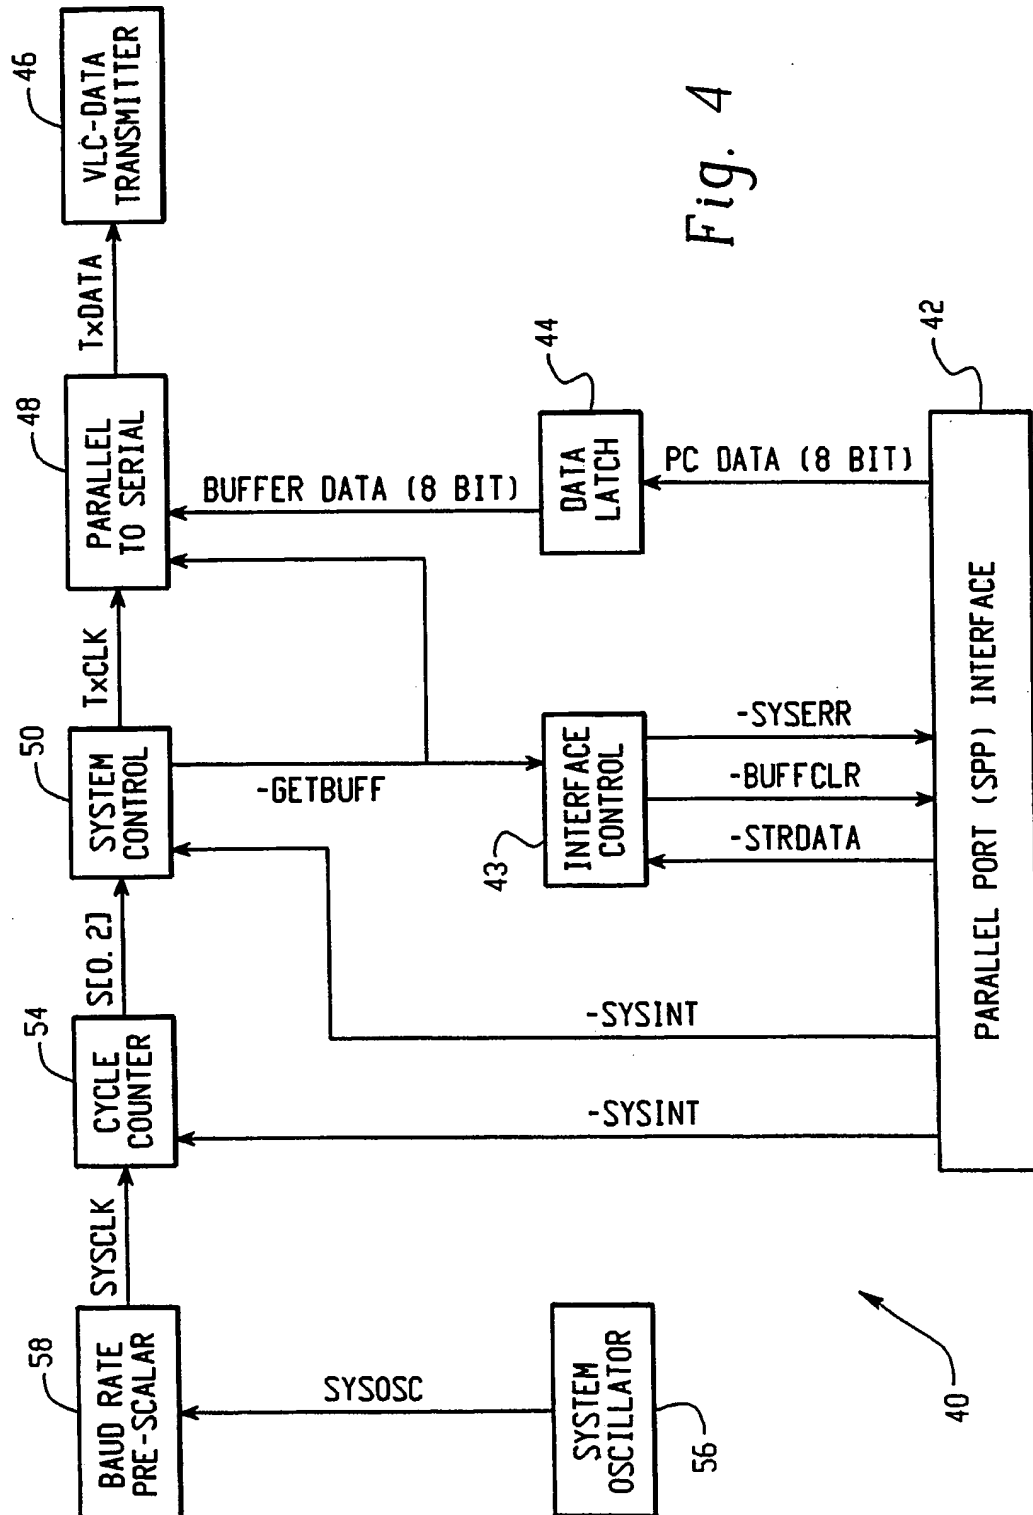 58
BAUD RATE
PRE-SCALAR
SYSCLK
54
CYCLE
COUNTER
S[0. 2]
50
SYSTEM
CONTROL
TxCLK
48
PARALLEL
TO SERIAL
TxDATA
46
VLC-DATA
TRANSMITTER
SYSOSC
-SYSINT
-SYSINT
-GETBUFF
BUFFER DATA (8 BIT)
SYSTEM
OSCILLATOR
56
43
INTERFACE
CONTROL
44
DATA
LATCH
-STRDATA
-BUFFCLR
-SYSERR
PC DATA (8 BIT)
40
42
PARALLEL PORT (SPP) INTERFACE
Fig. 4